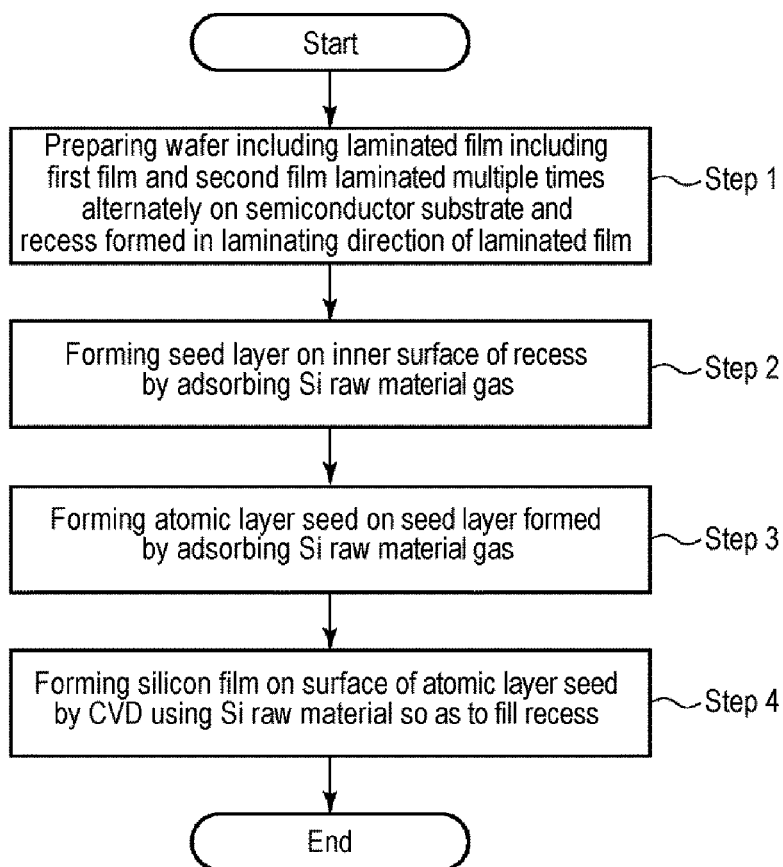 Start
Preparing wafer including laminated film including
first film and second film laminated multiple times
alternately on semiconductor substrate and
recess formed in laminating direction of laminated film
Step 1
Forming seed layer on inner surface of recess
by adsorbing Si raw material gas
Step 2
Forming atomic layer seed on seed layer formed
by adsorbing Si raw material gas
Step 3
Forming silicon film on surface of atomic layer seed
by CVD using Si raw material so as to fill recess
Step 4
End